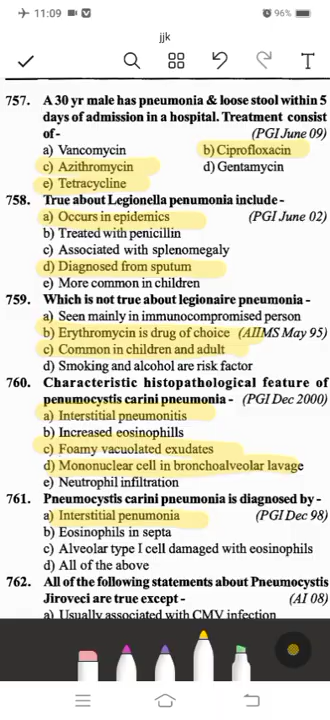 11:09
96%
jjk
T
757. A 30 yr male has pneumonia & loose stool within 5
days of admission in a hospital. Treatment consist
of- (PGI June 09)
a) Vancomycin b) Ciprofloxacin
c) Azithromycin d) Gentamycin
e) Tetracycline
758. True about Legionella penumonia include -
a) Occurs in epidemics (PGI June 02)
b) Treated with penicillin
c) Associated with splenomegaly
d) Diagnosed from sputum
e) More common in children
759. Which is not true about legionaire pneumonia -
a) Seen mainly in immunocompromised person
b) Erythromycin is drug of choice (AIIMS May 95)
c) Common in children and adult
d) Smoking and alcohol are risk factor
760. Characteristic histopathological feature of
penumocystis carini pneumonia - (PGI Dec 2000)
a) Interstitial pneumonitis
b) Increased eosinophills
c) Foamy vacuolated exudates
d) Mononuclear cell in bronchoalveolar lavage
e) Neutrophil infiltration
761. Pneumocystis carini pneumonia is diagnosed by -
a) Interstitial penumonia (PGI Dec 98)
b) Eosinophils in septa
c) Alveolar type I cell damaged with eosinophils
d) All of the above
762. All of the following statements about Pneumocystis
Jiroveci are true except - (AI 08)
a) Usually associated with CMV infection